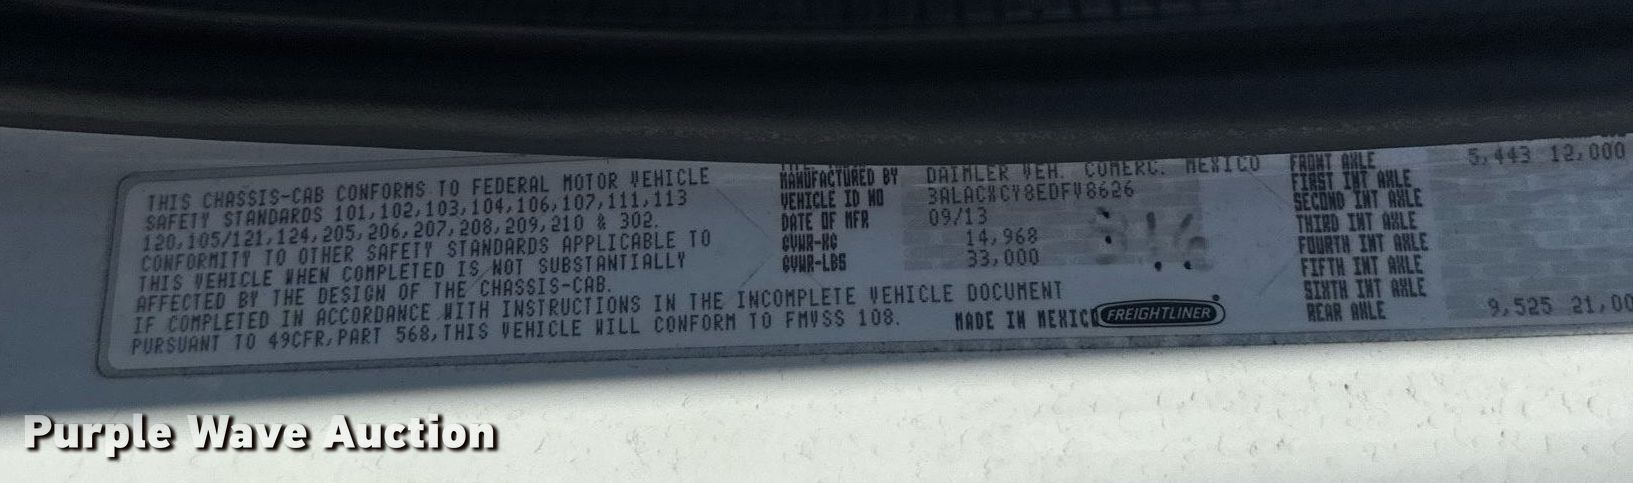 THIS CHASSIS-CAB CONFORMS TO FEDERAL MOTOR VEHICLE
SAFETY STANDARDS 101,102,103,104,106,107,111,113
120,105/121,124,205,206,207,208,209,210 & 302.
CONFORMITY TO OTHER SAFETY STANDARDS APPLICABLE TO
THIS VEHICLE WHEN COMPLETED IS NOT SUBSTANTIALLY
AFFECTED BY THE DESIGN OF THE CHASSIS-CAB.
IF COMPLETED IN ACCORDANCE WITH INSTRUCTIONS IN THE INCOMPLETE VEHICLE DOCUMENT
PURSUANT TO 49CFR,PART 568,THIS VEHICLE WILL CONFORM TO FMVSS 108.
MANUFACTURED BY DAIMLER VEH. COMERC. MEXICO
VEHICLE ID NO 3ALACXCY8EDFV8626
DATE OF MFR 09/13
GVWR-KG 14,968
GVWR-LBS 33,000
MADE IN MEXICO FREIGHTLINER
FRONT AXLE 5,443 12,000
FIRST INT AXLE
SECOND INT AXLE
THIRD INT AXLE
FOURTH INT AXLE
FIFTH INT AXLE
SIXTH INT AXLE
REAR AXLE 9,525 21,00
Purple Wave Auction